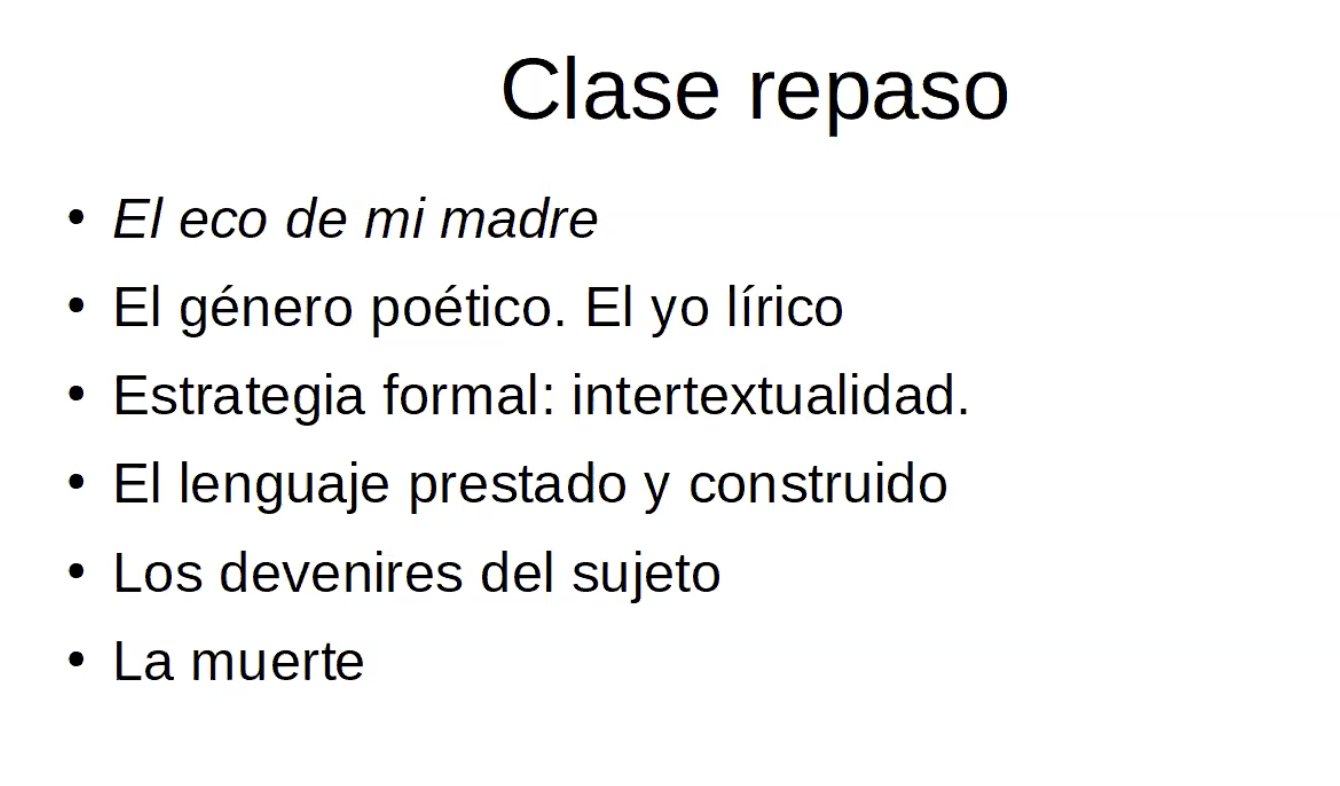 Clase repaso
• El eco de mi madre
• El género poético. El yo lírico
• Estrategia formal: intertextualidad.
• El lenguaje prestado y construido
• Los devenires del sujeto
• La muerte